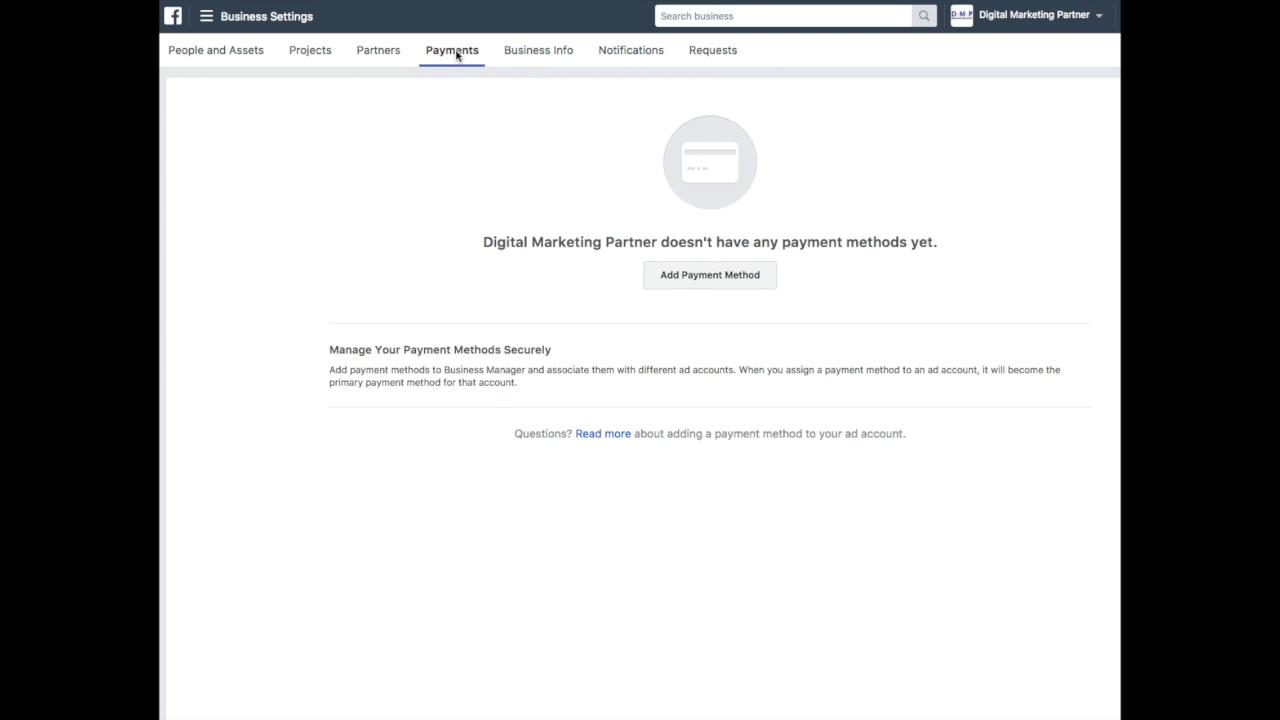 Business Settings
Search business
D M P
Digital Marketing Partner
People and Assets
Projects
Partners
Payments
Business Info
Notifications
Requests
Digital Marketing Partner doesn't have any payment methods yet.
Add Payment Method
Manage Your Payment Methods Securely
Add payment methods to Business Manager and associate them with different ad accounts. When you assign a payment method to an ad account, it will become the
primary payment method for that account.
Questions? Read more about adding a payment method to your ad account.